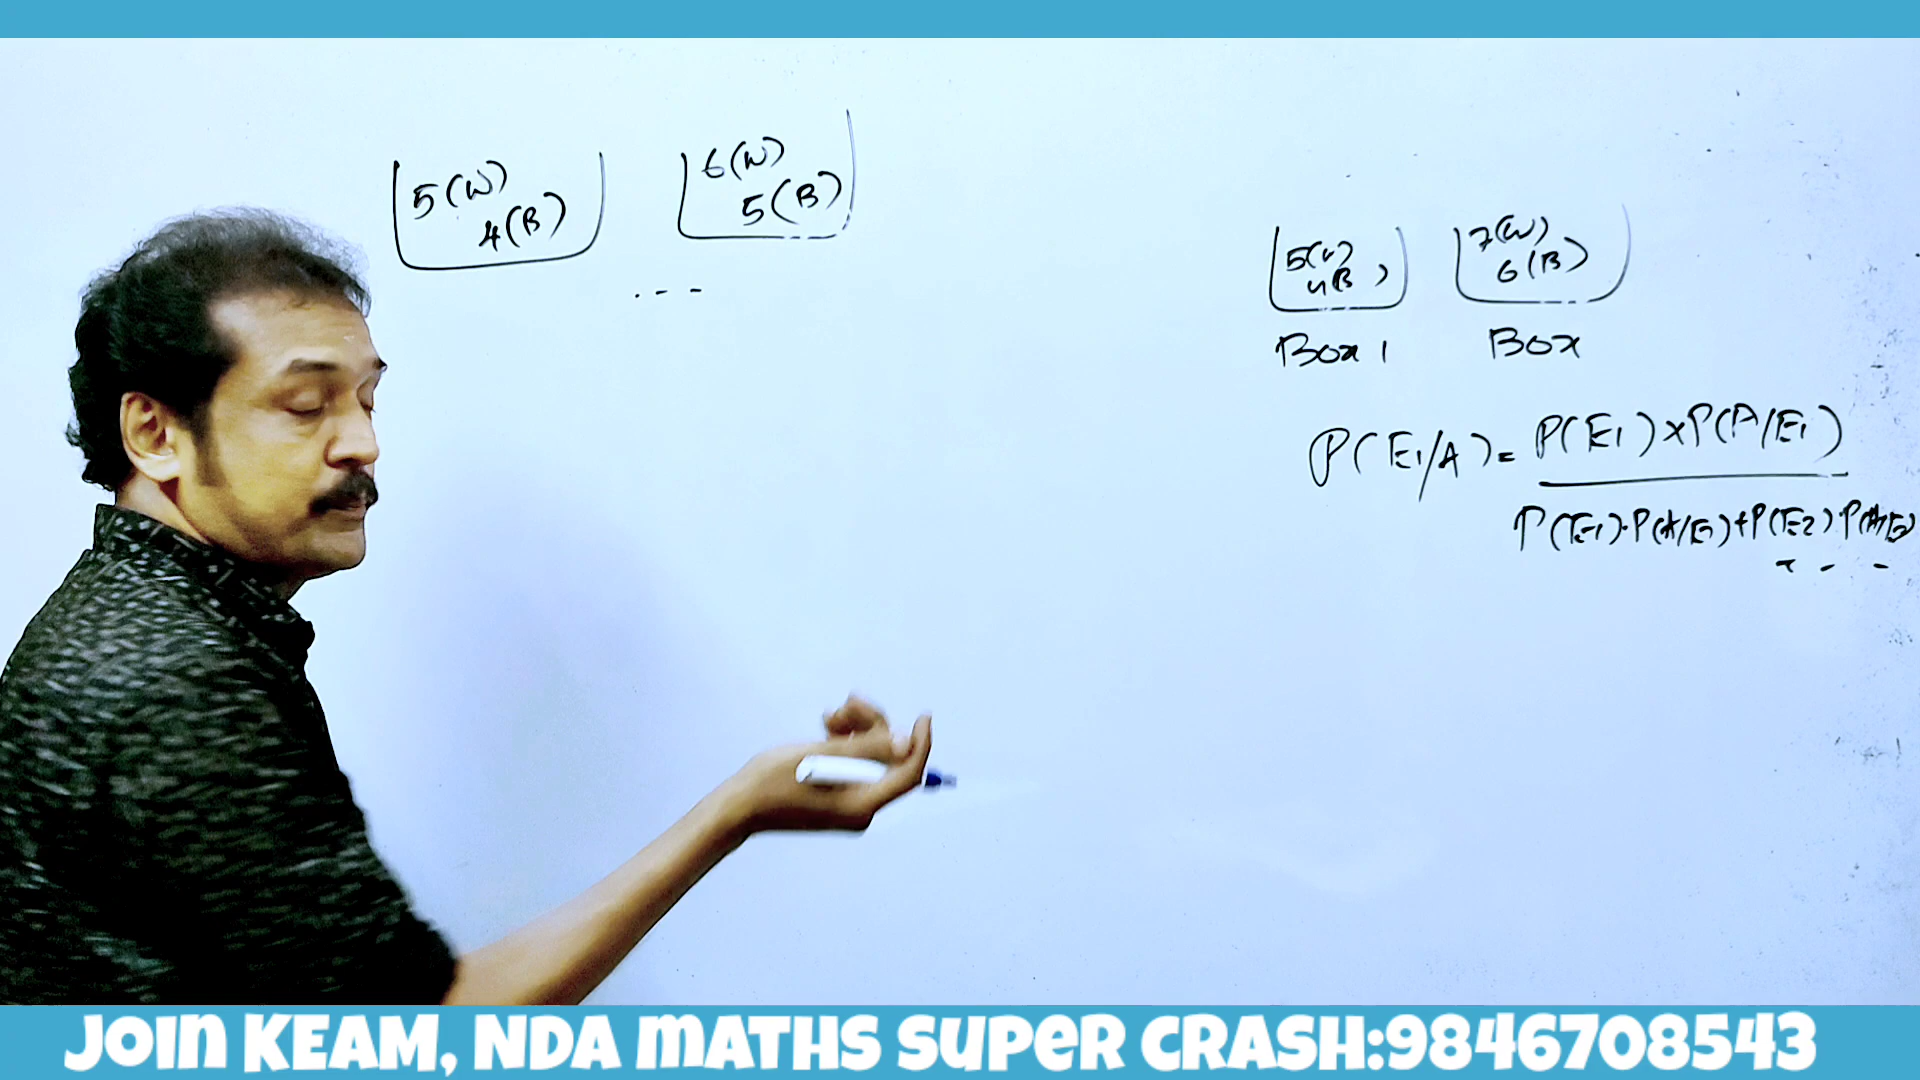 5(W)
4(B)
6(W)
5(B)
5(W)
4(B)
7(W)
6(B)
Box 1
Box
P(E1/A) = P(E1) x P(A/E1)
P(E1).P(A/E1)+P(E2).P(A/E2)
JOIN KEAM, NDA MATHS SUPER CRASH:9846708543